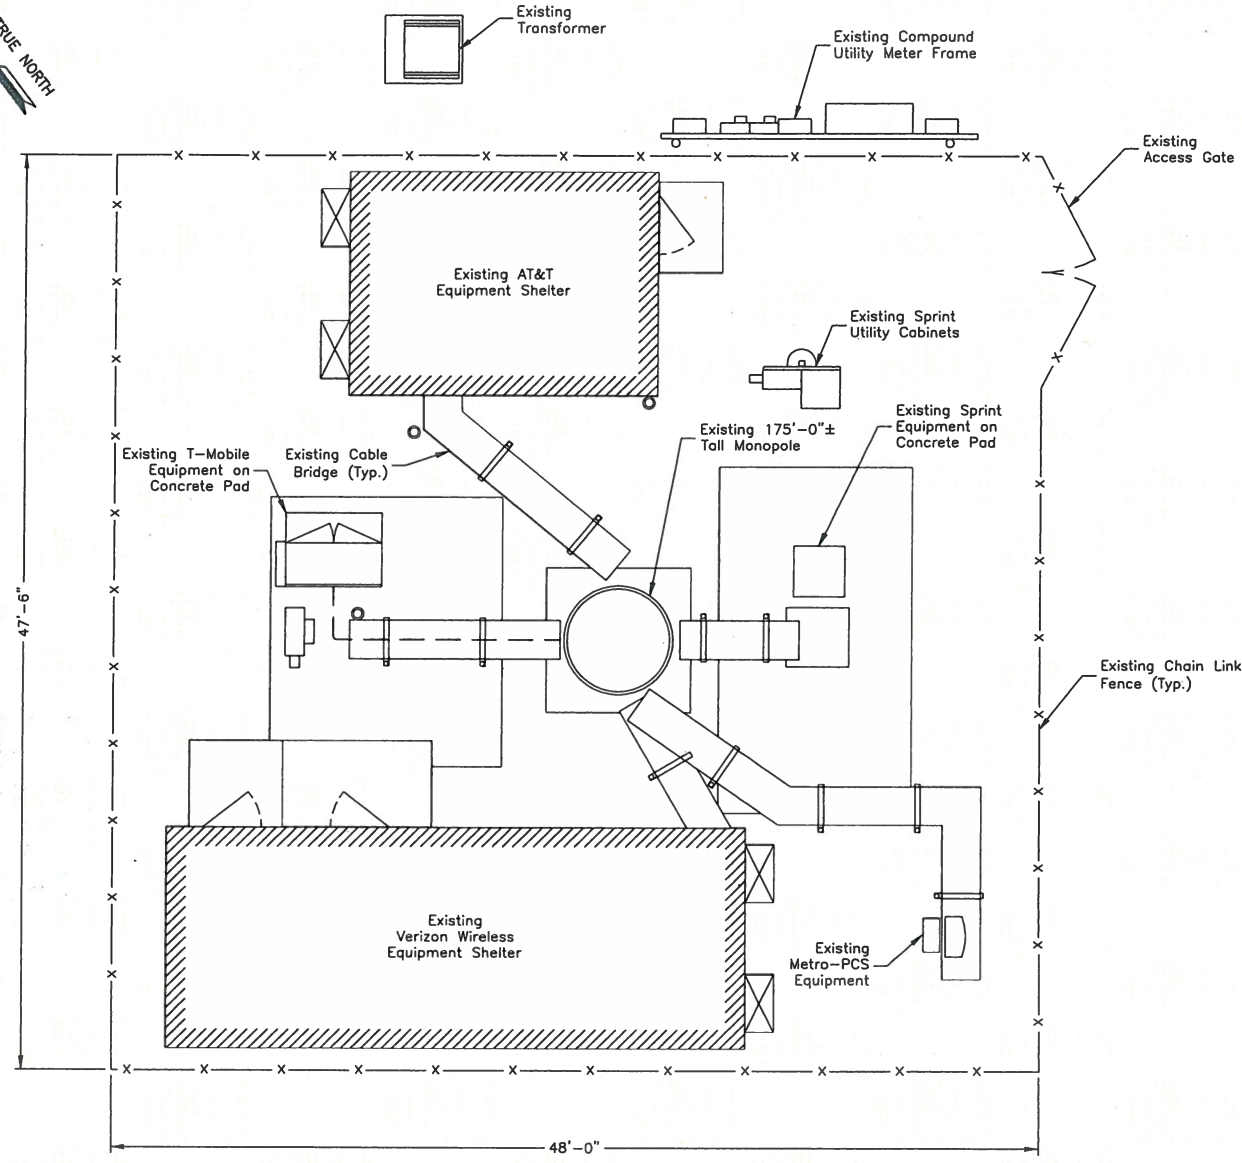 TRUE NORTH
Existing
Transformer
Existing Compound
Utility Meter Frame
Existing
Access Gate
Existing AT&T
Equipment Shelter
Existing Sprint
Utility Cabinets
Existing Sprint
Equipment on
Concrete Pad
Existing 175'-0"±
Tall Monopole
Existing T-Mobile
Equipment on
Concrete Pad
Existing Cable
Bridge (Typ.)
47'-6"
Existing Chain Link
Fence (Typ.)
Existing
Verizon Wireless
Equipment Shelter
Existing
Metro-PCS
Equipment
48'-0"